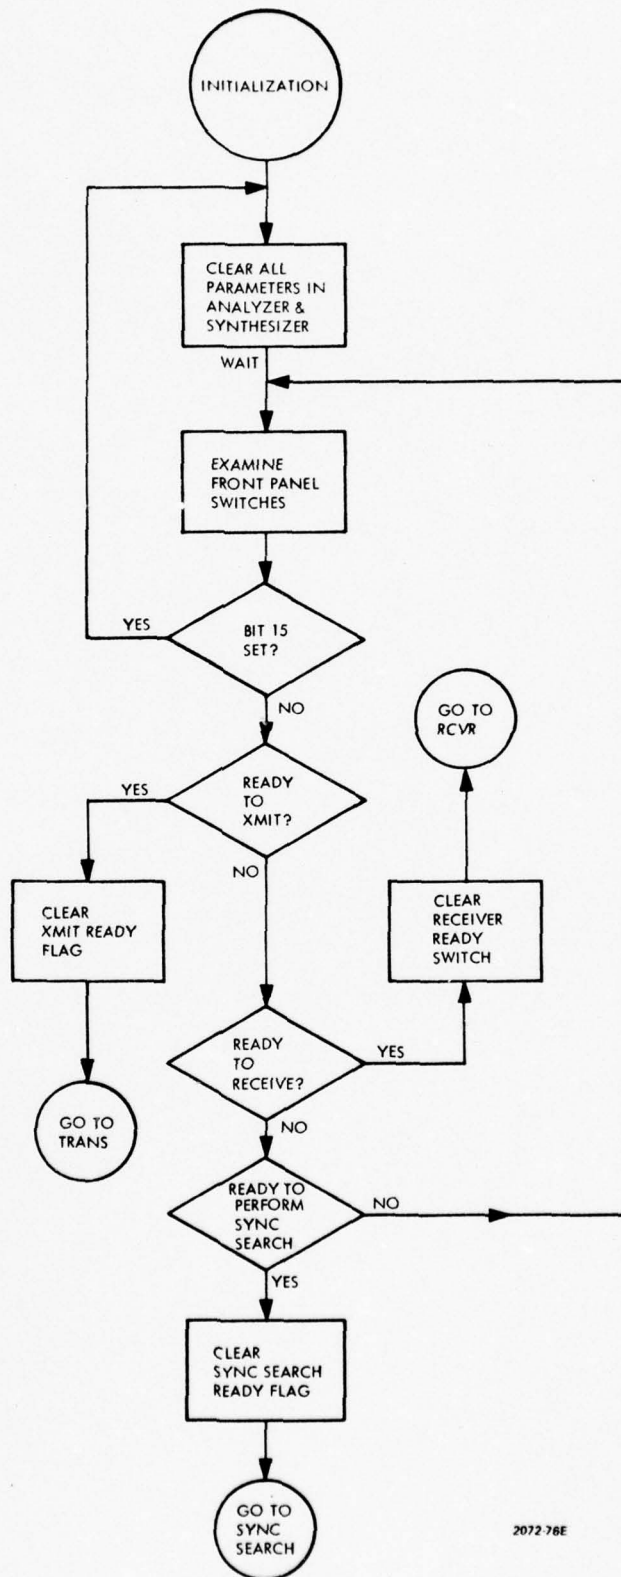 INITIALIZATION
CLEAR ALL
PARAMETERS IN
ANALYZER &
SYNTHESIZER
WAIT
EXAMINE
FRONT PANEL
SWITCHES
YES
BIT 15
SET?
NO
GO TO
RCVR
YES
READY
TO
XMIT?
NO
CLEAR
XMIT READY
FLAG
CLEAR
RECEIVER
READY
SWITCH
READY
TO
RECEIVE?
YES
GO TO
TRANS
NO
READY TO
PERFORM
SYNC
SEARCH
NO
YES
CLEAR
SYNC SEARCH
READY FLAG
GO TO
SYNC
SEARCH
2072-76E